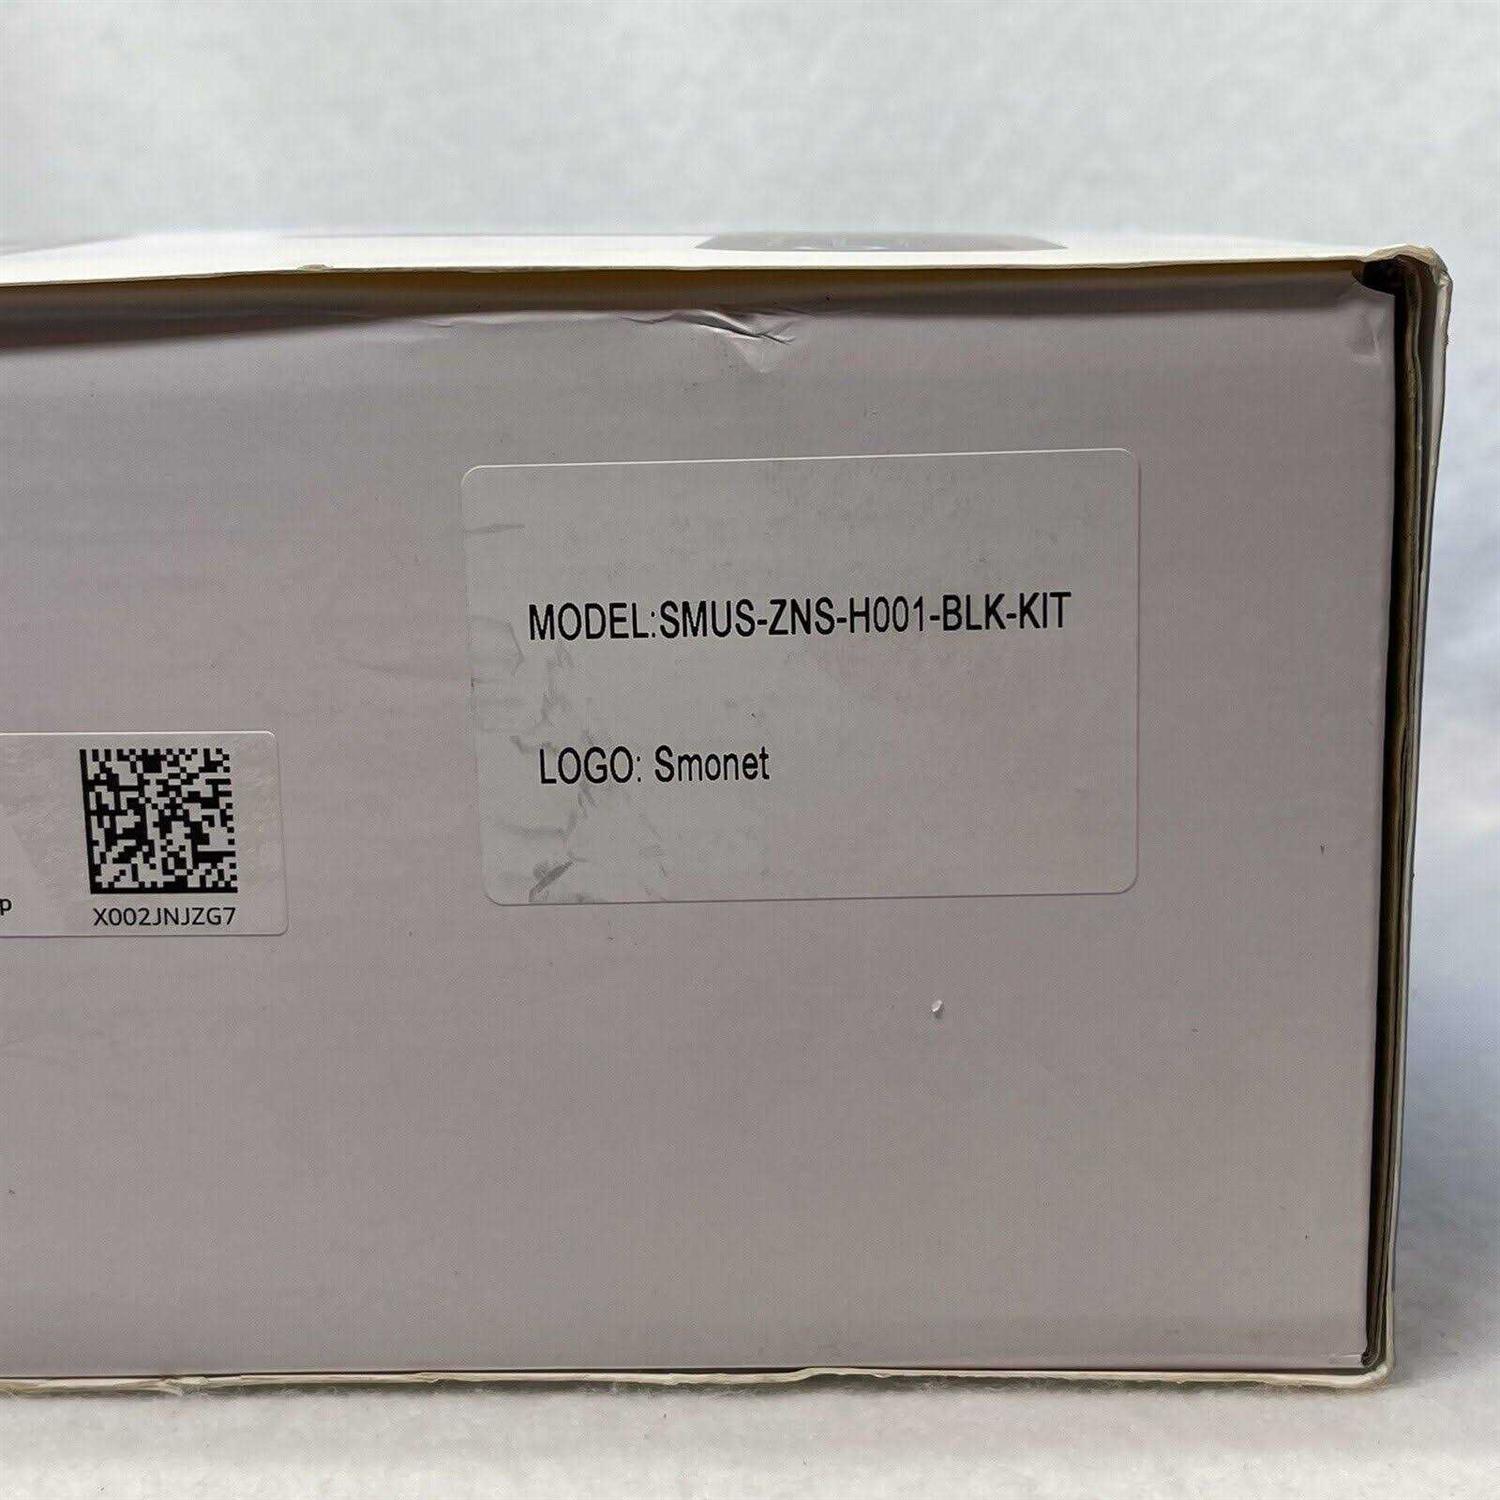 MODEL:SMUS-ZNS-H001-BLK-KIT
LOGO: Smonet
p
X002JNJZG7